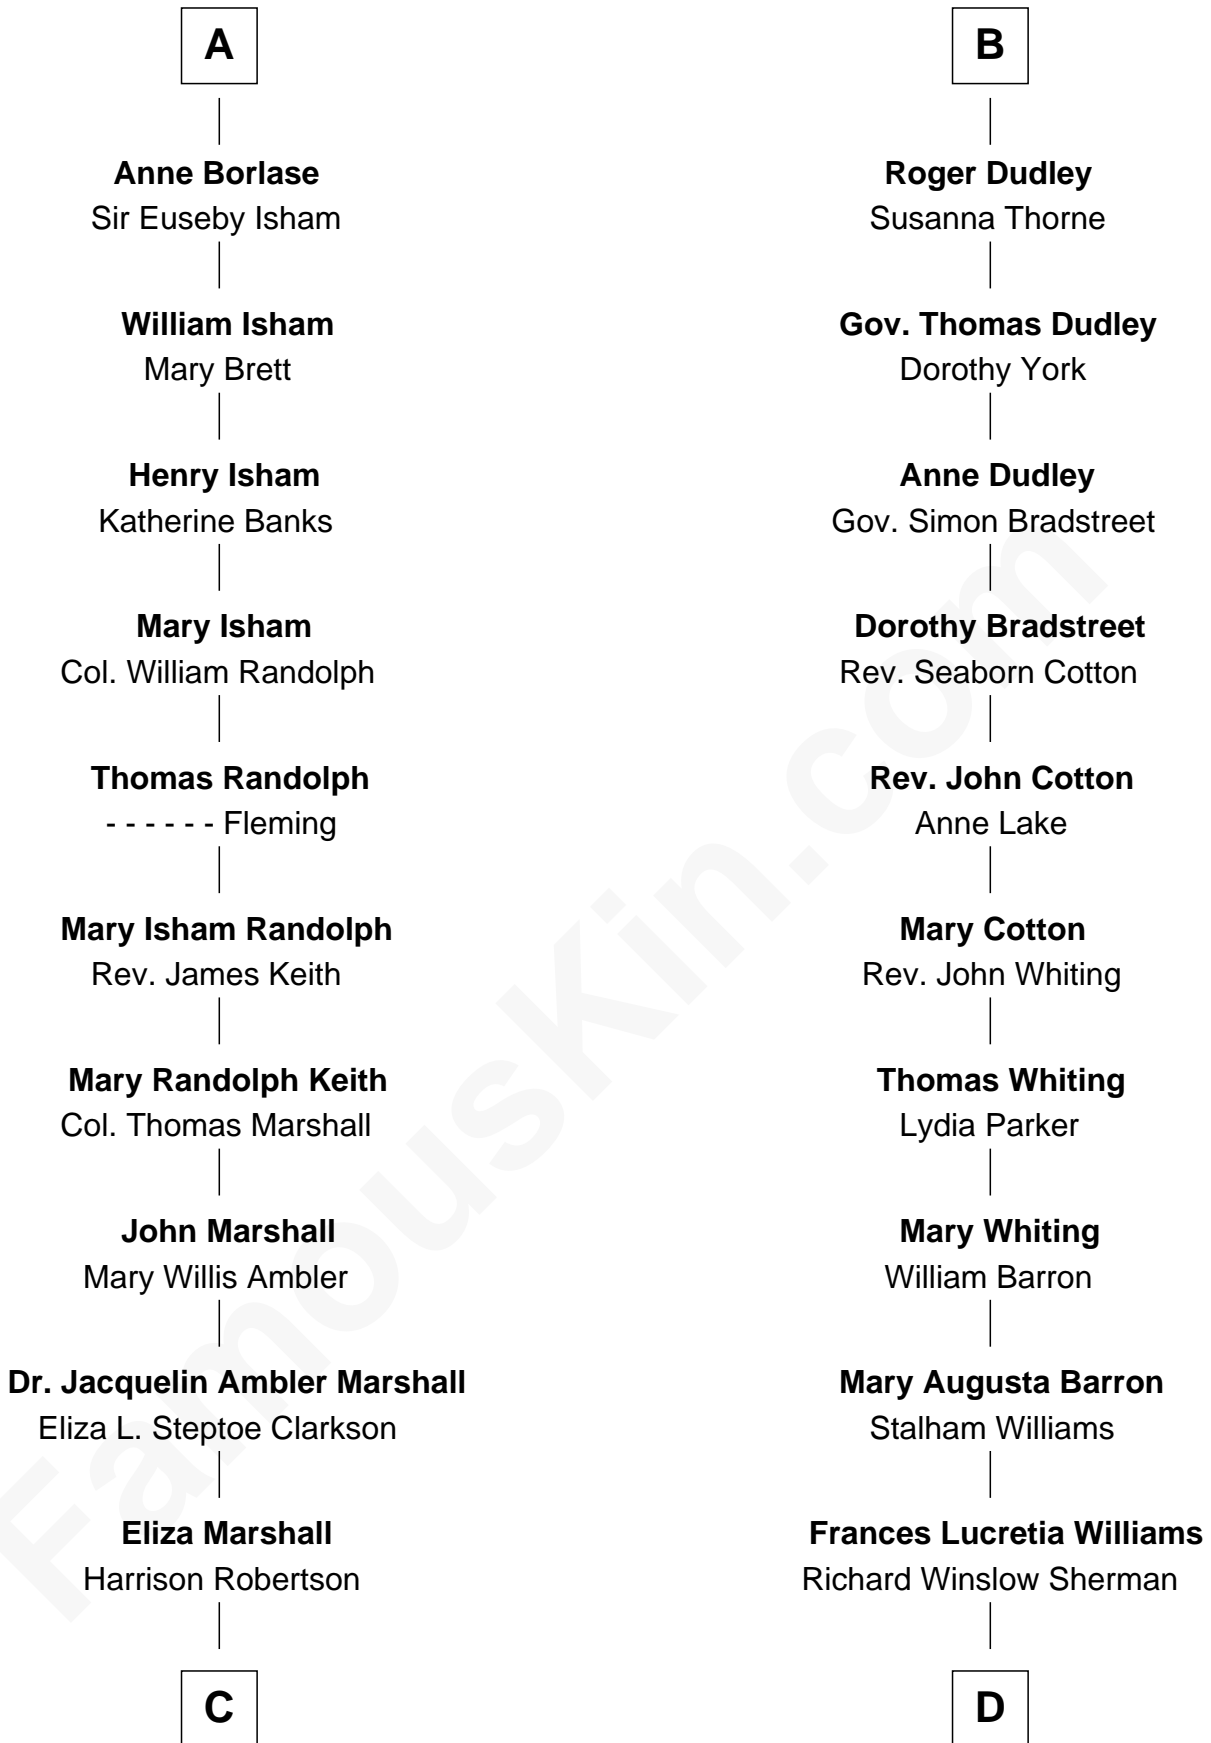 A
Anne Borlase
Sir Euseby Isham
William Isham
Mary Brett
Henry Isham
Katherine Banks
Mary Isham
Col. William Randolph
Thomas Randolph
- - - - - - Fleming
Mary Isham Randolph
Rev. James Keith
Mary Randolph Keith
Col. Thomas Marshall
John Marshall
Mary Willis Ambler
Dr. Jacquelin Ambler Marshall
Eliza L. Steptoe Clarkson
Eliza Marshall
Harrison Robertson
C
B
Roger Dudley
Susanna Thorne
Gov. Thomas Dudley
Dorothy York
Anne Dudley
Gov. Simon Bradstreet
Dorothy Bradstreet
Rev. Seaborn Cotton
Rev. John Cotton
Anne Lake
Mary Cotton
Rev. John Whiting
Thomas Whiting
Lydia Parker
Mary Whiting
William Barron
Mary Augusta Barron
Stalham Williams
Frances Lucretia Williams
Richard Winslow Sherman
D
FamousKin.com